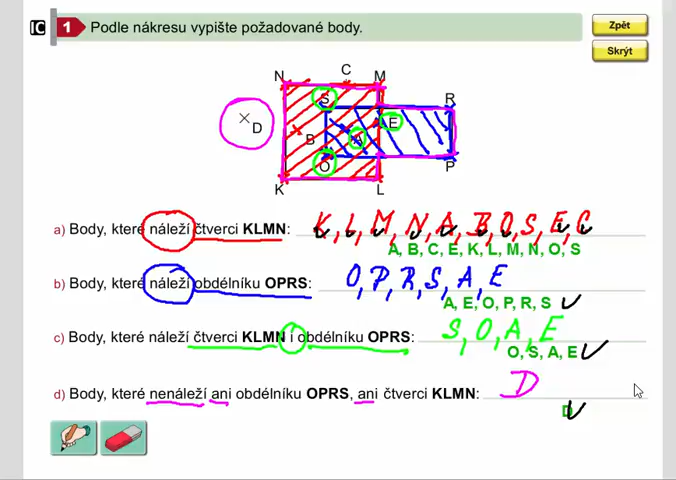 1 Podle nákresu vypište požadované body.
Zpět
Skrýt
N C M
S R
D B A E
O P
K L
a) Body, které náleží čtverci KLMN: K, L, M, N, A, B, O, S, E, C
A, B, C, E, K, L, M, N, O, S
b) Body, které náleží obdélníku OPRS: O, P, R, S, A, E
A, E, O, P, R, S
c) Body, které náleží čtverci KLMN i obdélníku OPRS: S, O, A, E
O, S, A, E
d) Body, které nenáleží ani obdélníku OPRS, ani čtverci KLMN: D
D